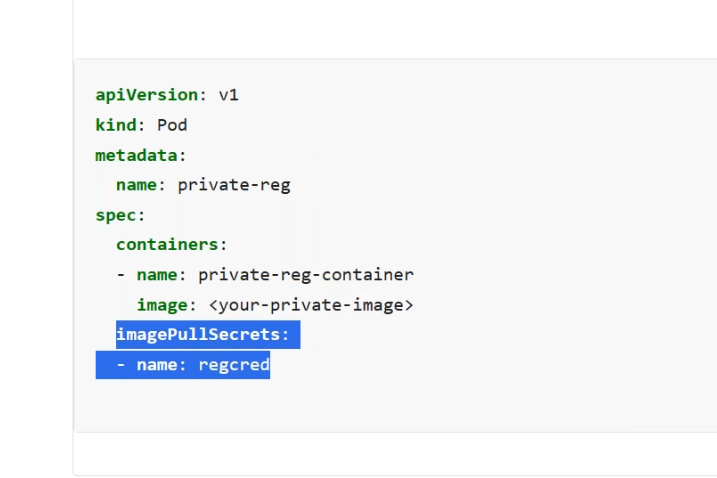 apiVersion: v1
kind: Pod
metadata:
  name: private-reg
spec:
  containers:
  - name: private-reg-container
    image: <your-private-image>
  imagePullSecrets:
  - name: regcred